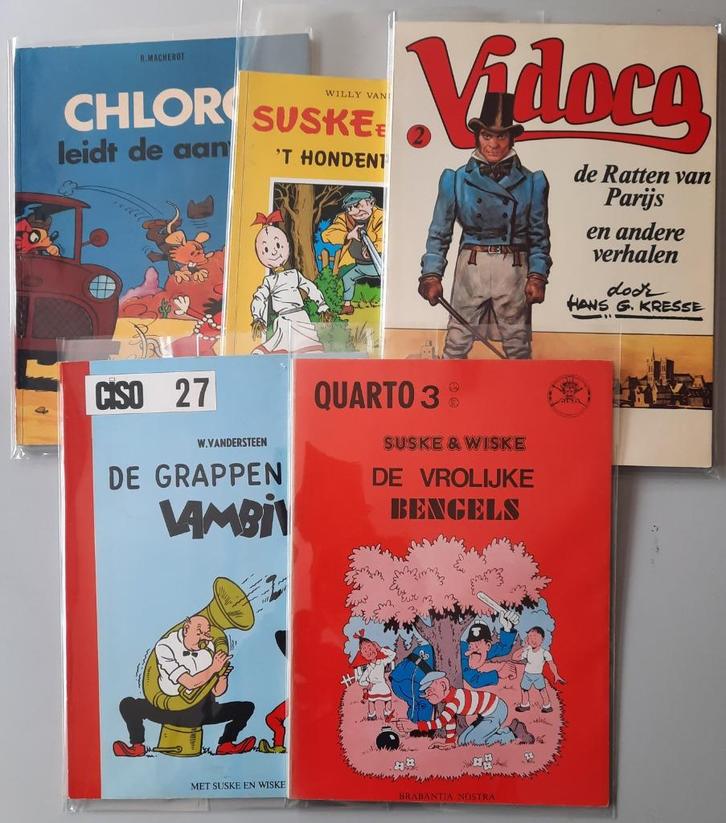 R. MACHEROT
CHLORO
leidt de aan
WILLY VAN
SUSKE E
'T HONDEN
Vidocq
2
de Ratten van
Parijs
en andere
verhalen
door
HANS G. KRESSE
CISO 27
W. VANDERSTEEN
DE GRAPPEN
LAMBI
MET SUSKE EN WISKE
QUARTO 3
SUSKE & WISKE
DE VROLIJKE
BENGELS
BRABANTIA NOSTRA